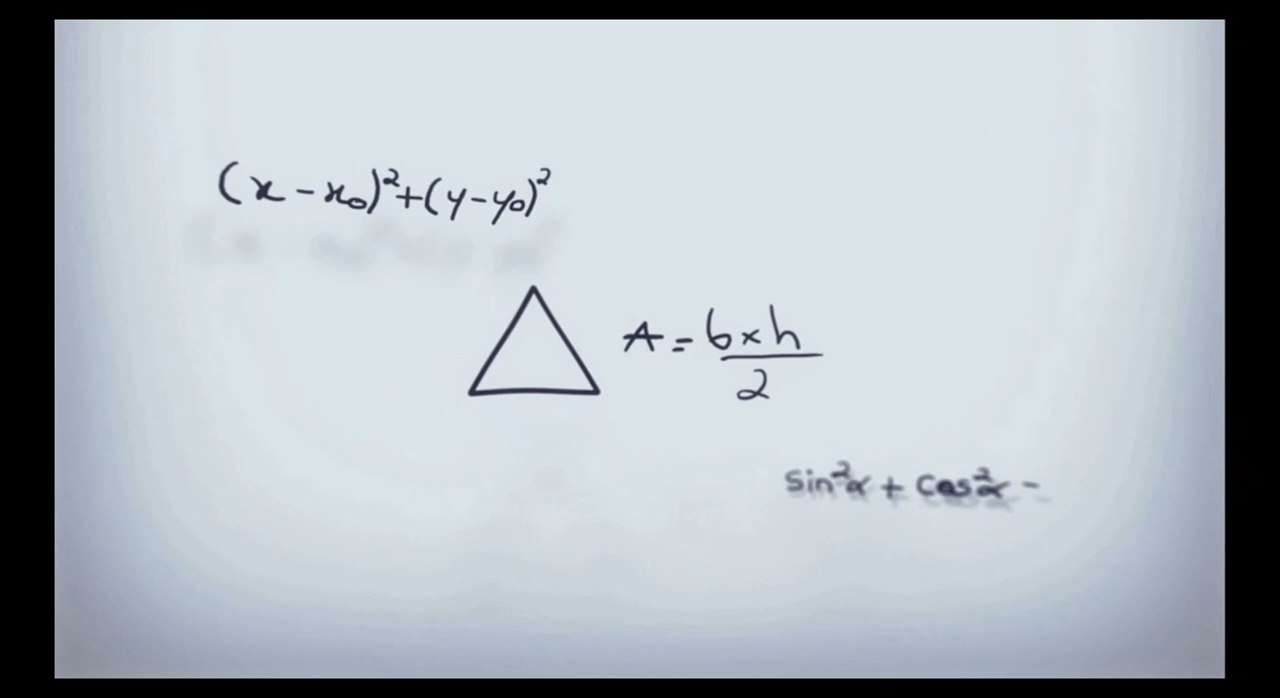 (x - x₀)² + (y - y₀)²
A = b×h/2
sin²α + cos²α -